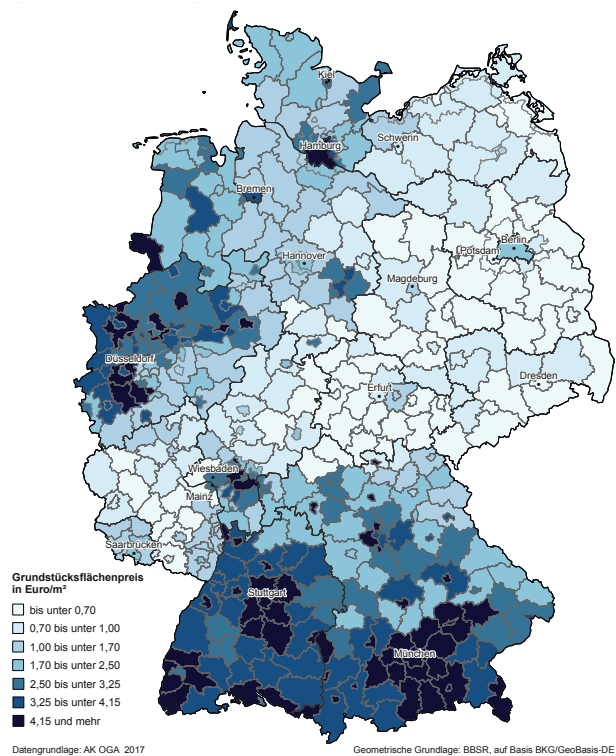 Kiel
Schwerin
Hamburg
Bremen
Berlin
Potsdam
Hannover
Magdeburg
Düsseldorf
Dresden
Erfurt
Wiesbaden
Mainz
Saarbrücken
Stuttgart
München
Grundstücksflächenpreis
in Euro/m²
bis unter 0,70
0,70 bis unter 1,00
1,00 bis unter 1,70
1,70 bis unter 2,50
2,50 bis unter 3,25
3,25 bis unter 4,15
4,15 und mehr
Datengrundlage: AK OGA 2017
Geometrische Grundlage: BBSR, auf Basis BKG/GeoBasis-DE